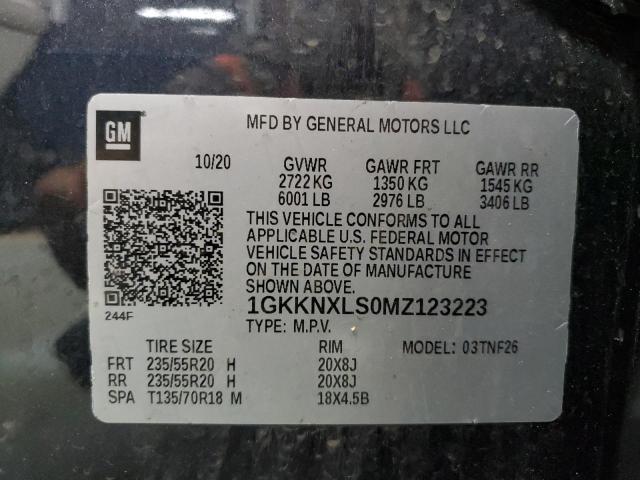 GM
MFD BY GENERAL MOTORS LLC
10/20 GVWR GAWR FRT GAWR RR
2722 KG 1350 KG 1545 KG
6001 LB 2976 LB 3406 LB
THIS VEHICLE CONFORMS TO ALL
APPLICABLE U.S. FEDERAL MOTOR
VEHICLE SAFETY STANDARDS IN EFFECT
ON THE DATE OF MANUFACTURE
SHOWN ABOVE.
244F
1GKKNXLS0MZ123223
TYPE: M.P.V.
TIRE SIZE RIM MODEL: 03TNF26
FRT 235/55R20 H 20X8J
RR 235/55R20 H 20X8J
SPA T135/70R18 M 18X4.5B